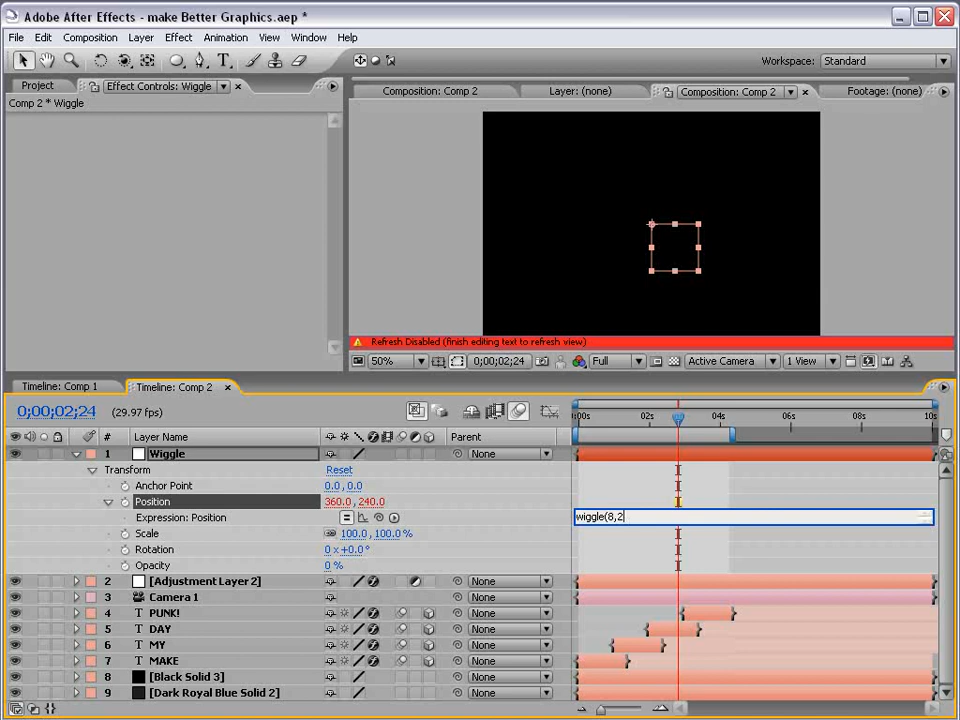 Adobe After Effects - make Better Graphics.aep *
File Edit Composition Layer Effect Animation View Window Help
T Workspace: Standard
Project Effect Controls: Wiggle × Composition: Comp 2 Layer: (none) Composition: Comp 2 × Footage: (none)
Comp 2 * Wiggle
Refresh Disabled (finish editing text to refresh view)
50% 0;00;02;24 Full Active Camera 1 View
Timeline: Comp 1 Timeline: Comp 2 ×
0;00;02;24 (29.97 fps) :00s 02s 04s 06s 08s 10s
# Layer Name Parent
1 Wiggle None
Transform Reset
Anchor Point 0.0, 0.0
Position 360.0, 240.0
Expression: Position wiggle(8,2
Scale 100.0, 100.0%
Rotation 0 x +0.0°
Opacity 0 %
2 [Adjustment Layer 2] None
3 Camera 1 None
4 T PUNK! None
5 T DAY None
6 T MY None
7 T MAKE None
8 [Black Solid 3] None
9 [Dark Royal Blue Solid 2] None